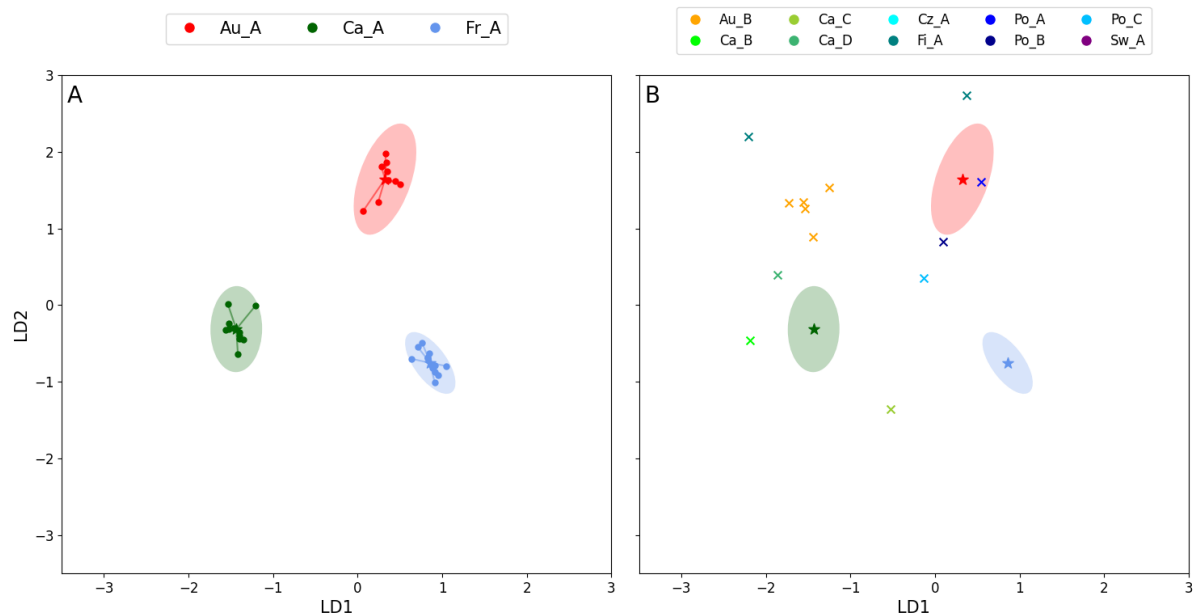 Au_A Ca_A Fr_A
Au_B Ca_C Cz_A Po_A Po_C
Ca_B Ca_D Fi_A Po_B Sw_A
A
B
3
2
1
0
−1
−2
−3
LD2
−3 −2 −1 0 1 2 3
−3 −2 −1 0 1 2 3
LD1
LD1